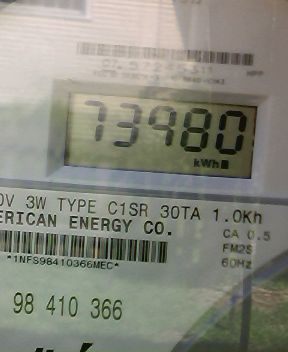 73980
kWh
0V 3W TYPE C1SR 30TA 1.0Kh
ERICAN ENERGY CO.
CA 0.5
FM2S
60Hz
*1NFS98410366MEC*
98 410 366